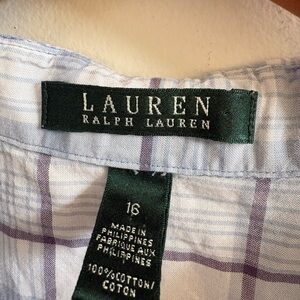 LAUREN
RALPH LAUREN
16
MADE IN
PHILIPPINES
FABRIQUE AUX
PHILIPPINES
100% COTTON/
COTON